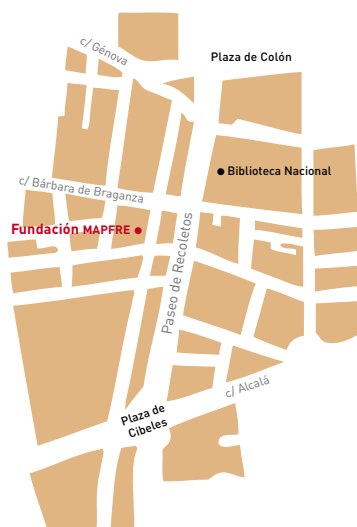 c/ Génova
Plaza de Colón
Biblioteca Nacional
c/ Bárbara de Braganza
Fundación MAPFRE
Paseo de Recoletos
c/ Alcalá
Plaza de
Cibeles